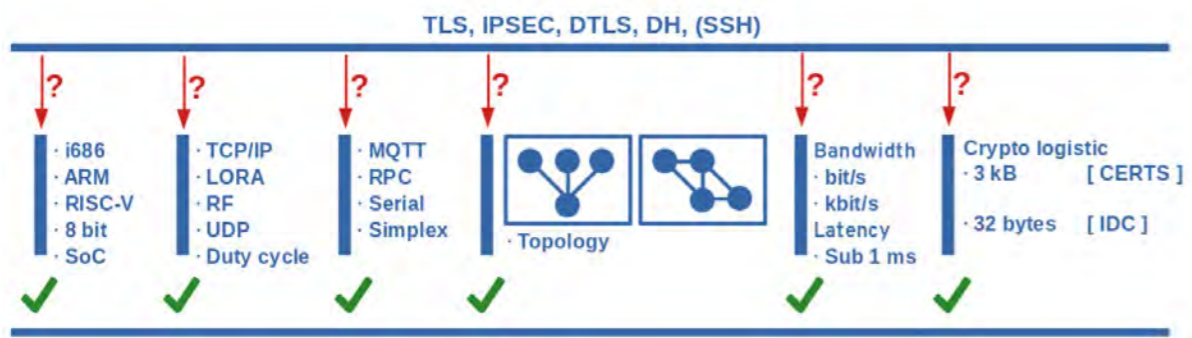 TLS, IPSEC, DTLS, DH, (SSH)
? ? ? ? ? ?
· i686
· ARM
· RISC-V
· 8 bit
· SoC
· TCP/IP
· LORA
· RF
· UDP
· Duty cycle
· MQTT
· RPC
· Serial
· Simplex
· Topology
Bandwidth
· bit/s
· kbit/s
Latency
· Sub 1 ms
Crypto logistic
· 3 kB [ CERTS ]
· 32 bytes [ IDC ]